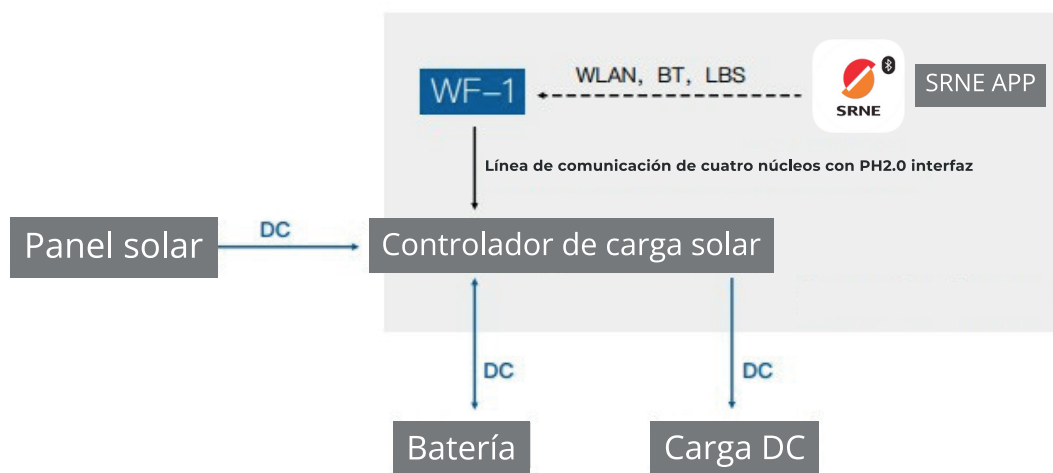 WF-1
WLAN, BT, LBS
SRNE
SRNE APP
Línea de comunicación de cuatro núcleos con PH2.0 interfaz
Panel solar
DC
Controlador de carga solar
DC
DC
Batería
Carga DC